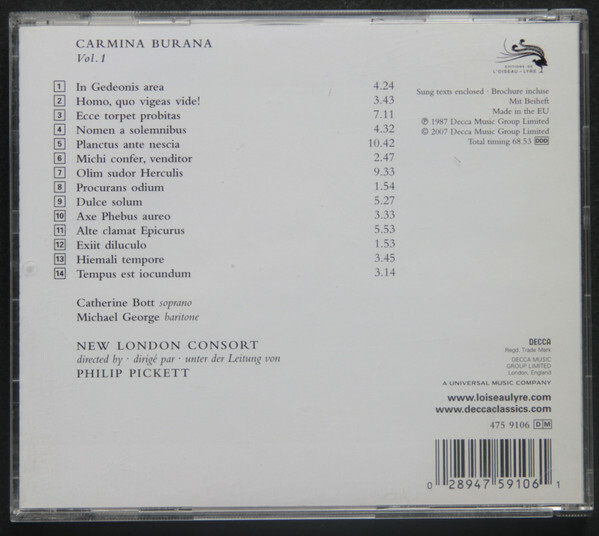 CARMINA BURANA
Vol. 1
1 In Gedeonis area 4.24
2 Homo, quo vigeas vide! 3.43
3 Ecce torpet probitas 7.11
4 Nomen a solemnibus 4.32
5 Planctus ante nescia 10.42
6 Michi confer, venditor 2.47
7 Olim sudor Herculis 9.33
8 Procurans odium 1.54
9 Dulce solum 5.27
10 Axe Phebus aureo 3.33
11 Alte clamat Epicurus 5.53
12 Exiit diluculo 1.53
13 Hiemali tempore 3.45
14 Tempus est iocundum 3.14
Catherine Bott soprano
Michael George baritone
NEW LONDON CONSORT
directed by · dirigé par · unter der Leitung von
PHILIP PICKETT
EDITIONS DE
L'OISEAU-LYRE
Sung texts enclosed · Brochure incluse
Mit Beiheft
Made in the EU
℗ 1987 Decca Music Group Limited
© 2007 Decca Music Group Limited
Total timing 68.53 DDD
DECCA
Regd. Trade Mark
DECCA MUSIC
GROUP LIMITED
London, England
A UNIVERSAL MUSIC COMPANY
www.loiseaulyre.com
www.deccaclassics.com
475 9106 DM
0 28947 59106 1